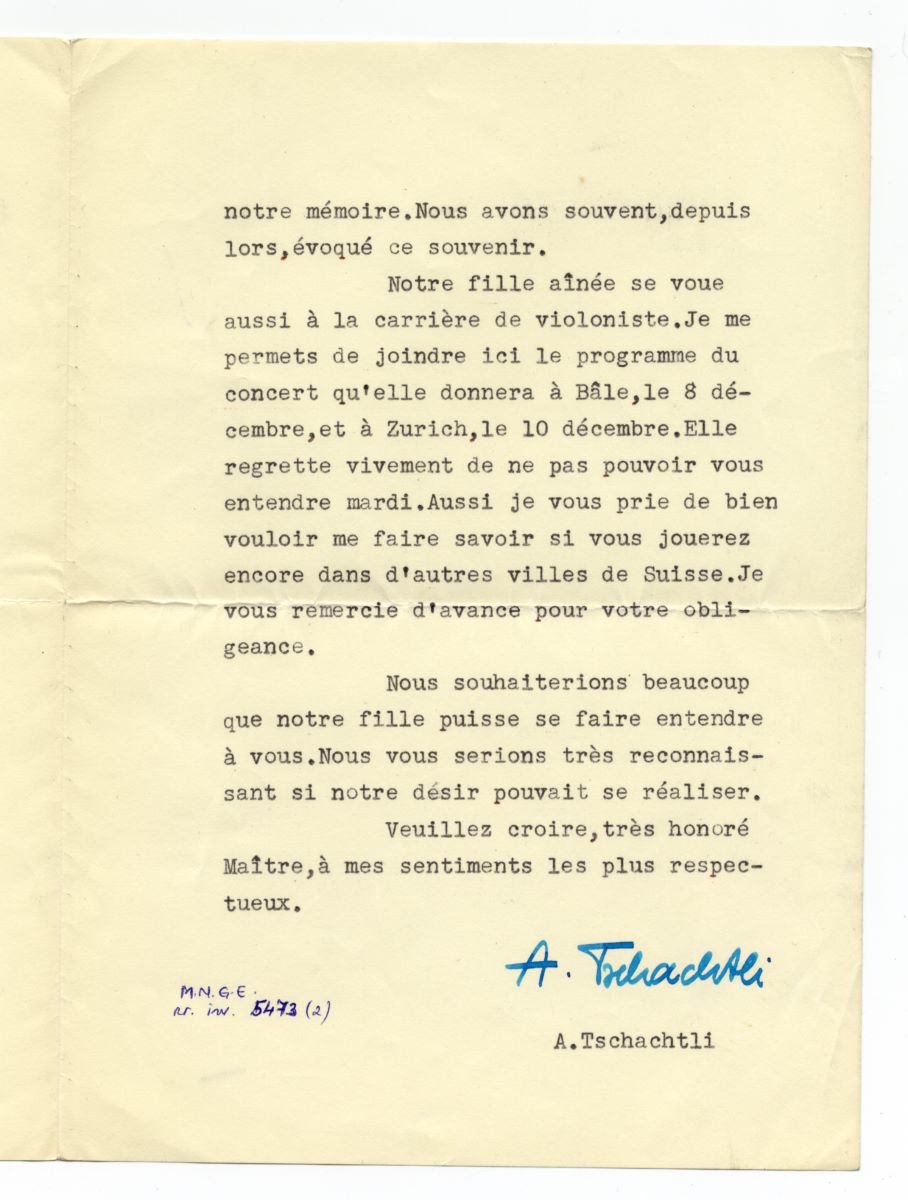 notre mémoire.Nous avons souvent,depuis
lors,évoqué ce souvenir.
Notre fille aînée se voue
aussi à la carrière de violoniste.Je me
permets de joindre ici le programme du
concert qu'elle donnera à Bâle,le 8 dé-
cembre,et à Zurich,le 10 décembre.Elle
regrette vivement de ne pas pouvoir vous
entendre mardi.Aussi je vous prie de bien
vouloir me faire savoir si vous jouerez
encore dans d'autres villes de Suisse.Je
vous remercie d'avance pour votre obli-
geance.
Nous souhaiterions beaucoup
que notre fille puisse se faire entendre
à vous.Nous vous serions très reconnais-
sant si notre désir pouvait se réaliser.
Veuillez croire,très honoré
Maître,à mes sentiments les plus respec-
tueux.
A. Tschachtli
M.N.G.E.
nr. inv. 5473 (2)
A.Tschachtli